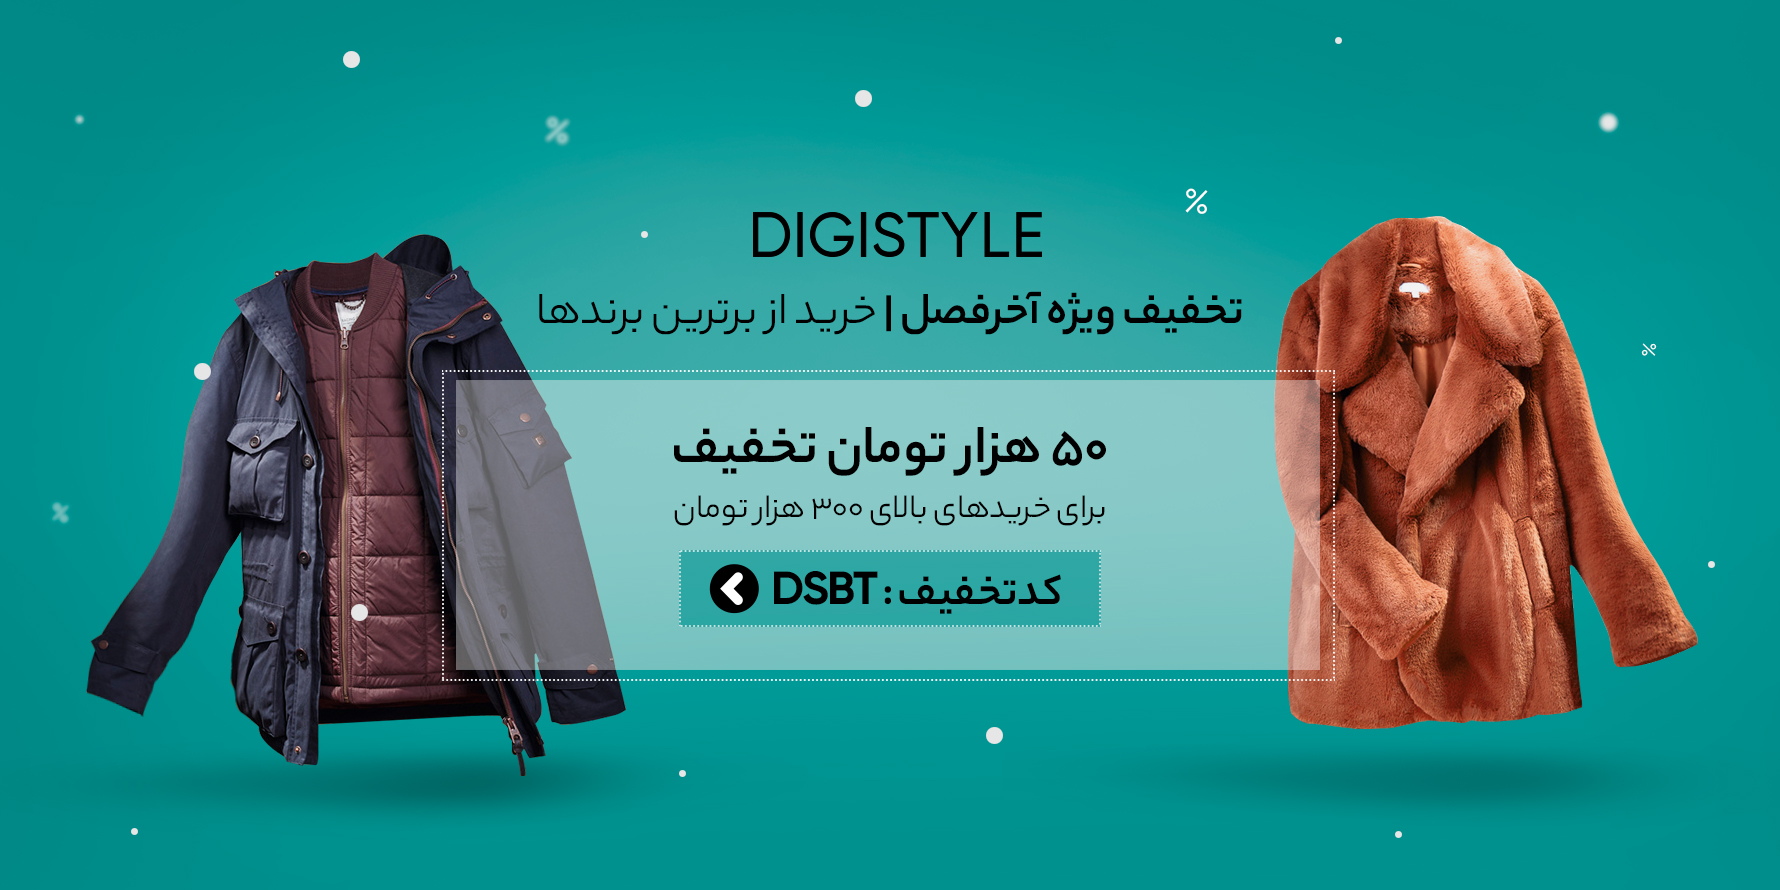 DIGISTYLE
تخفیف ویژه آخرفصل | خرید از برترین برندها
۵۰ هزار تومان تخفیف
برای خریدهای بالای ۳۰۰ هزار تومان
کدتخفیف : DSBT